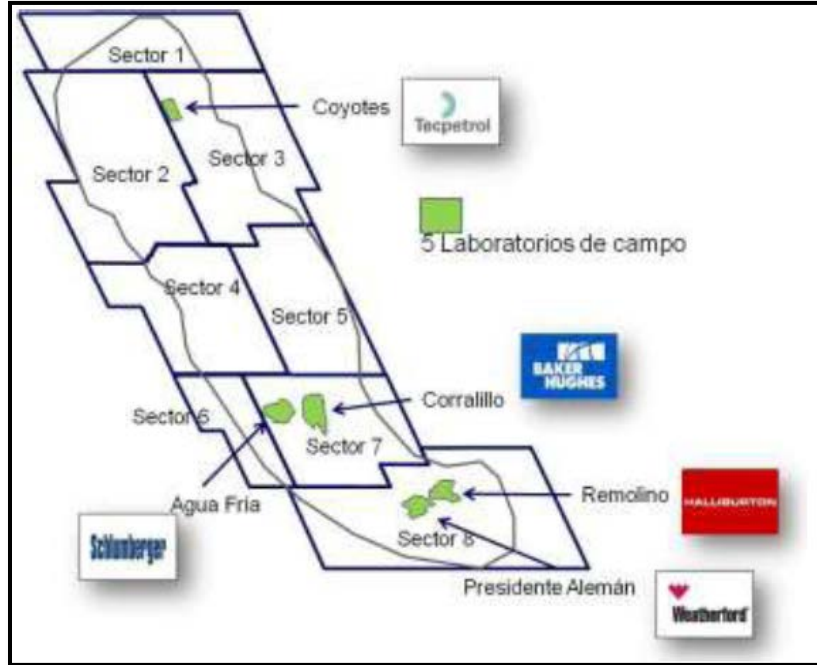 Sector 1
Coyotes
Tecpetrol
Sector 3
Sector 2
5 Laboratorios de campo
Sector 4
Sector 5
BAKER
HUGHES
Corralillo
Sector 6
Sector 7
Agua Fría
Remolino
HALLIBURTON
Schlumberger
Sector 8
Presidente Alemán
Weatherford